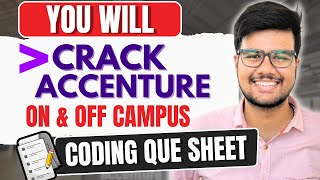 YOU WILL
> CRACK
ACCENTURE
ON & OFF CAMPUS
CODING QUE SHEET